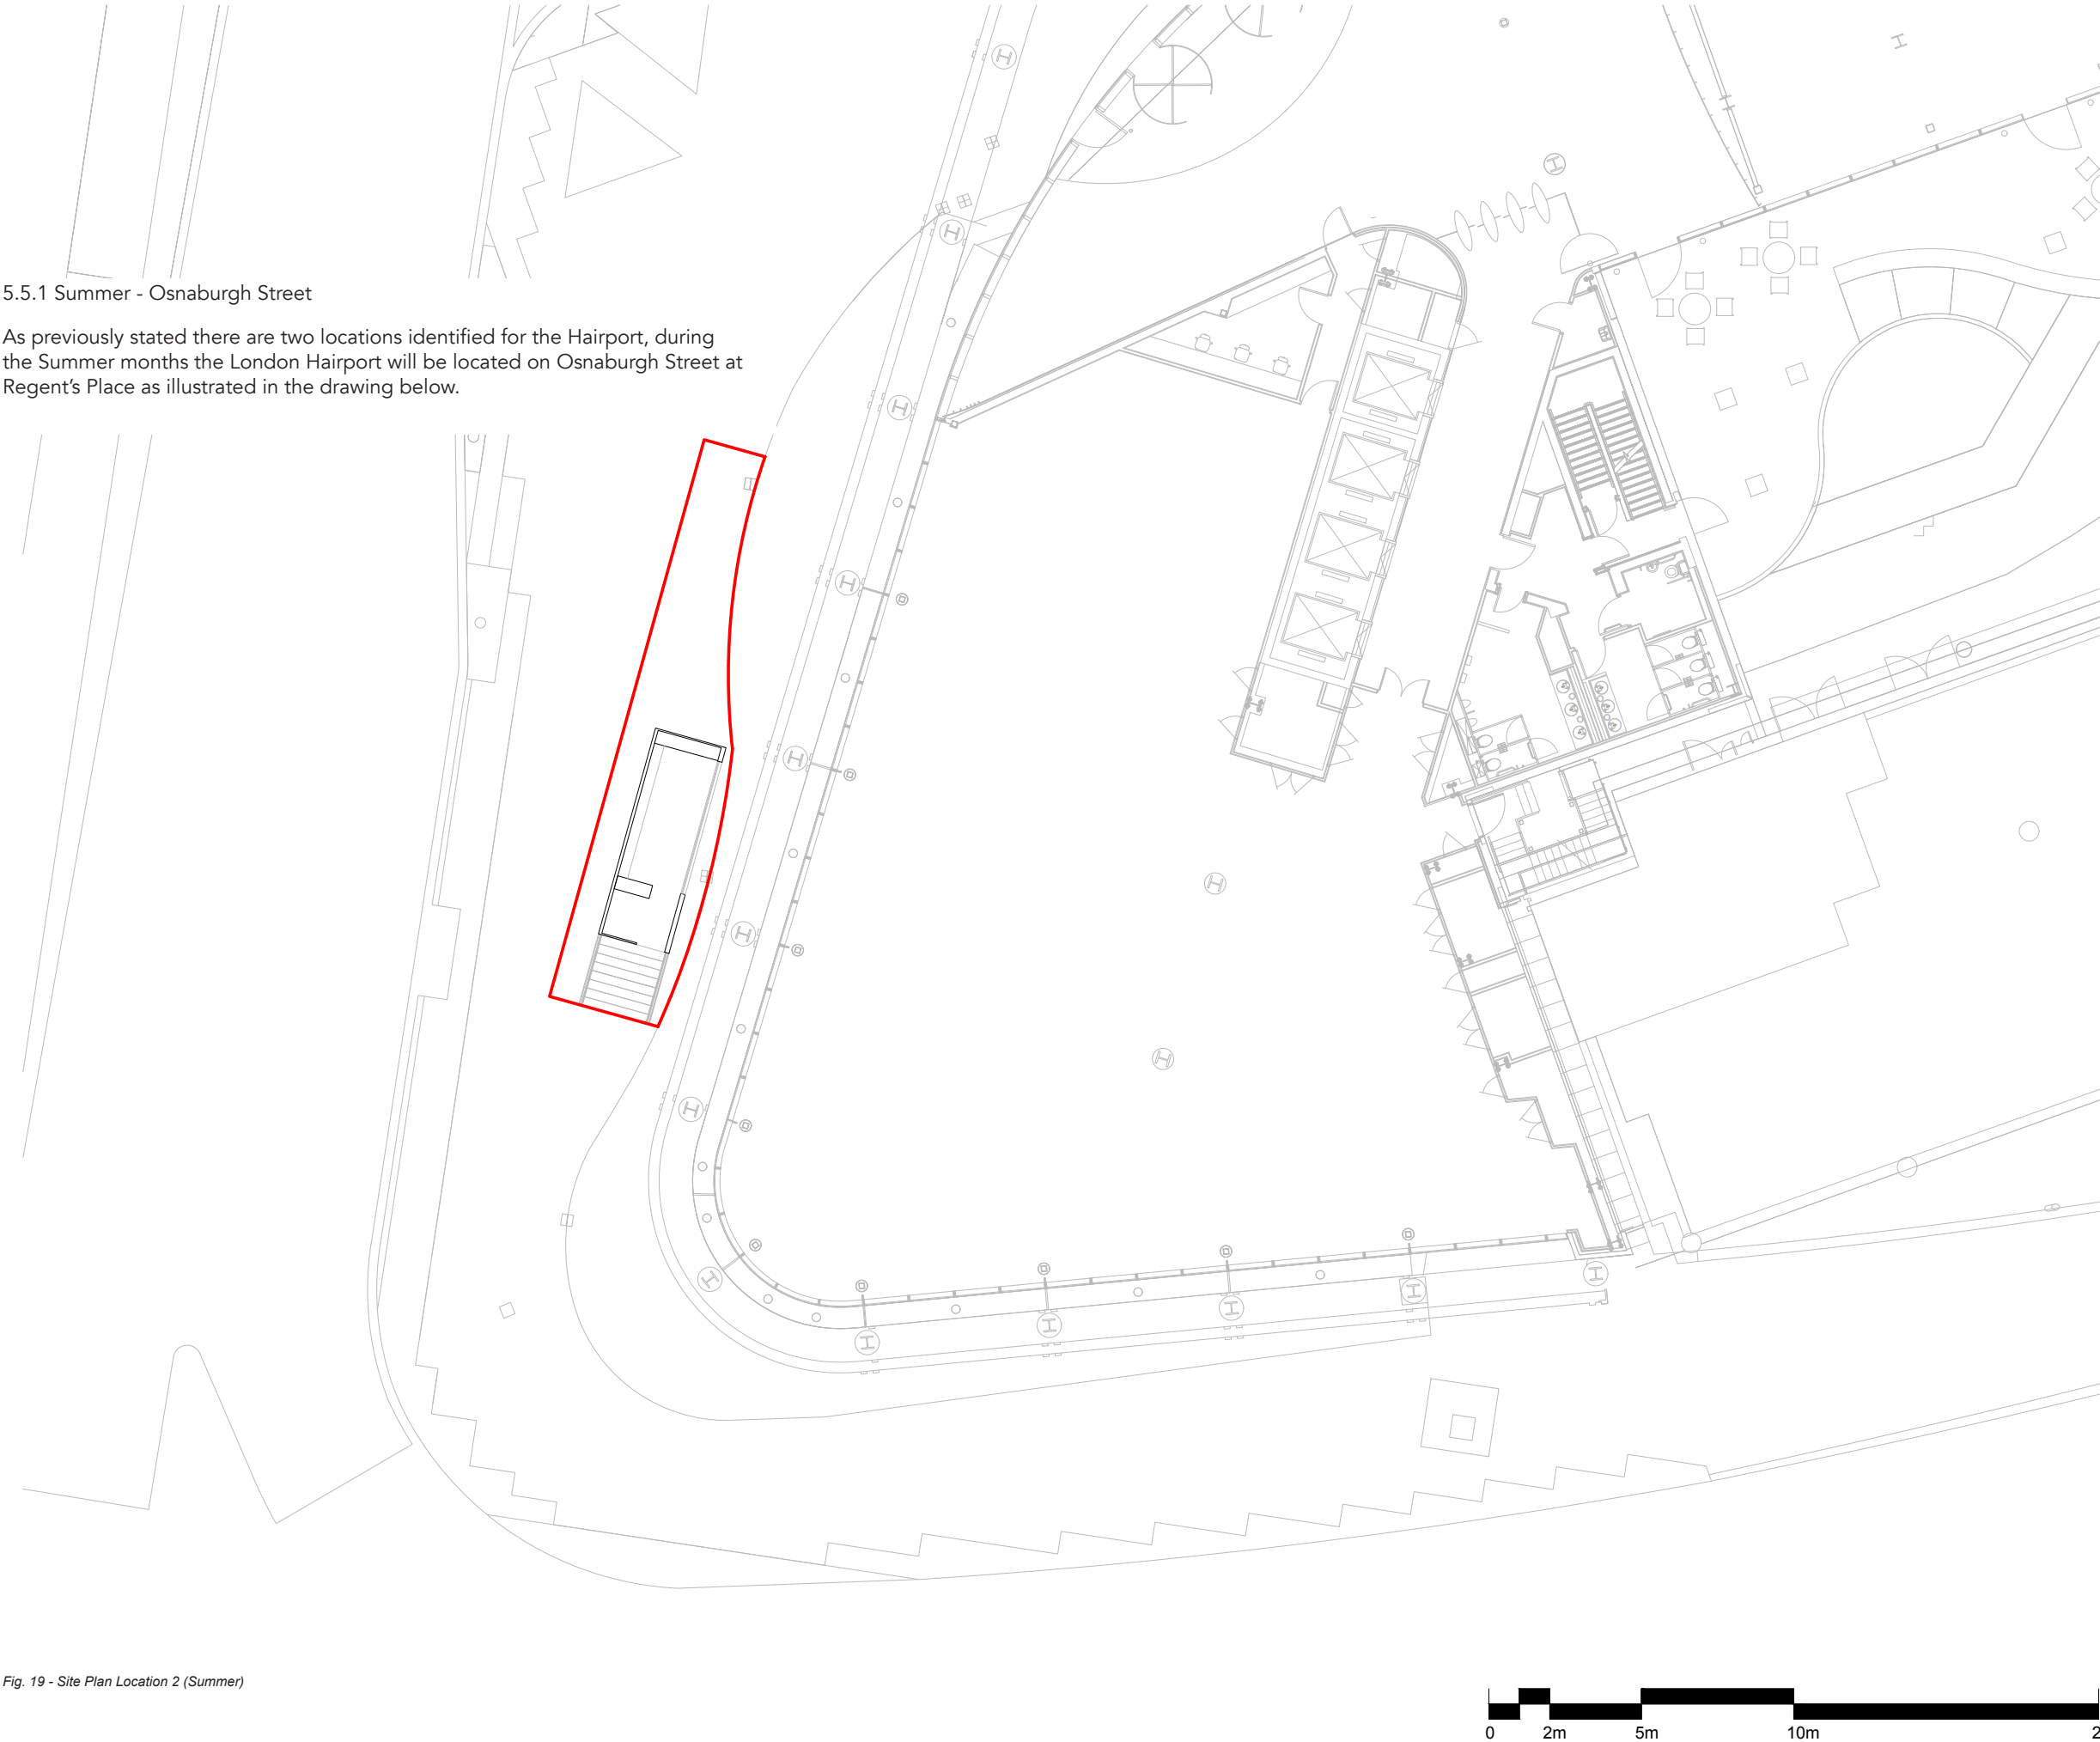 5.5.1 Summer - Osnaburgh Street
As previously stated there are two locations identified for the Hairport, during
the Summer months the London Hairport will be located on Osnaburgh Street at
Regent's Place as illustrated in the drawing below.
Fig. 19 - Site Plan Location 2 (Summer)
0 2m 5m 10m 2